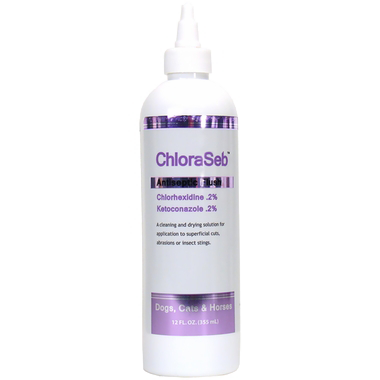 ChloraSeb™
Antiseptic Flush
Chlorhexidine .2%
Ketoconazole .2%
A cleaning and drying solution for
application to superficial cuts,
abrasions or insect stings.
Dogs, Cats & Horses
12 FL. OZ. (355 mL)